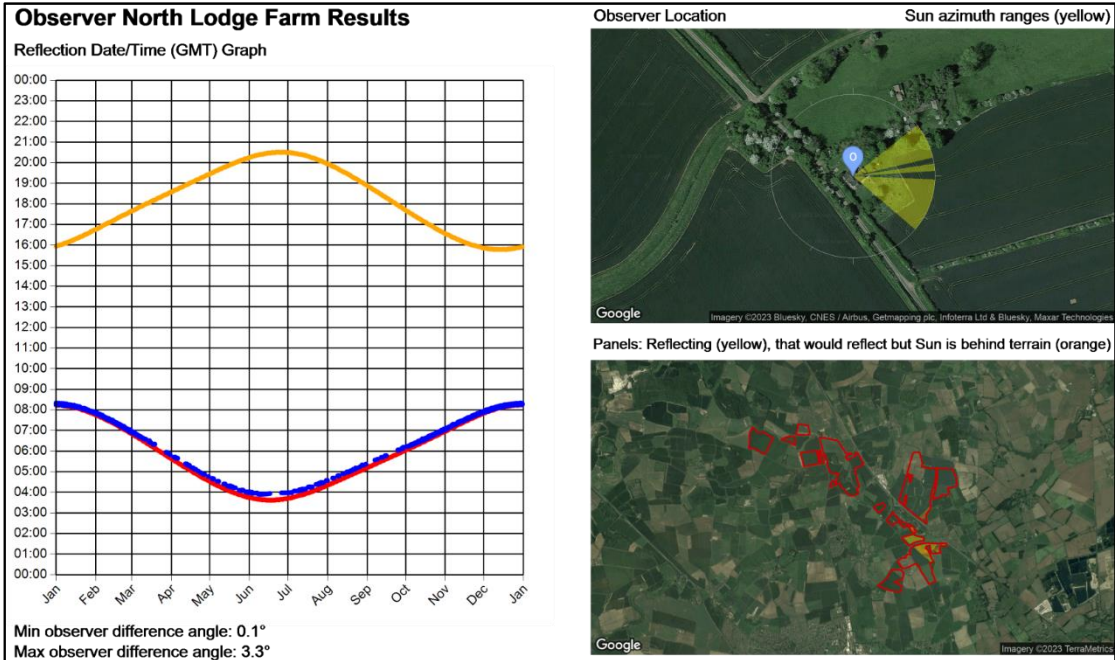 Observer North Lodge Farm Results
Reflection Date/Time (GMT) Graph
00:00
23:00
22:00
21:00
20:00
19:00
18:00
17:00
16:00
15:00
14:00
13:00
12:00
11:00
10:00
09:00
08:00
07:00
06:00
05:00
04:00
03:00
02:00
01:00
00:00
Jan Feb Mar Apr May Jun Jul Aug Sep Oct Nov Dec Jan
Min observer difference angle: 0.1°
Max observer difference angle: 3.3°
Observer Location Sun azimuth ranges (yellow)
O
Google Imagery ©2023 Bluesky, CNES / Airbus, Getmapping plc, Infoterra Ltd & Bluesky, Maxar Technologies
Panels: Reflecting (yellow), that would reflect but Sun is behind terrain (orange)
Google Imagery ©2023 TerraMetrics